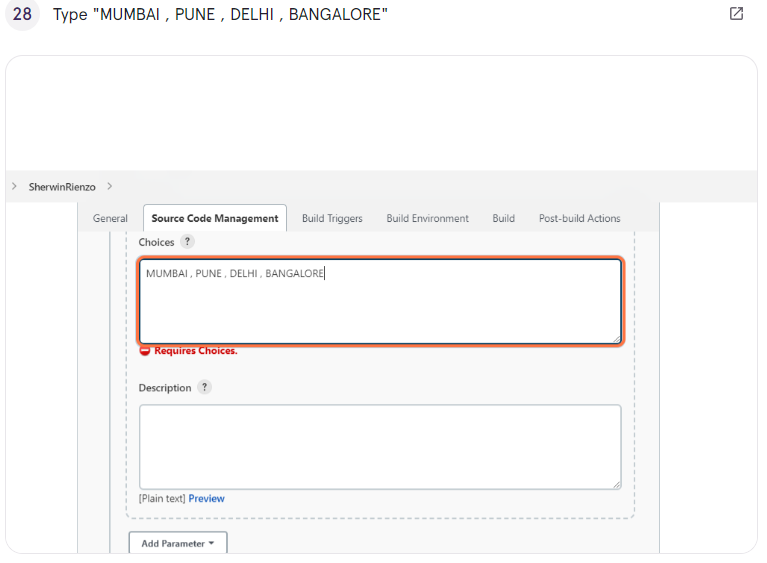 28 Type "MUMBAI , PUNE , DELHI , BANGALORE"
> SherwinRienzo >
General Source Code Management Build Triggers Build Environment Build Post-build Actions
Choices ?
MUMBAI , PUNE , DELHI , BANGALORE
Requires Choices.
Description ?
[Plain text] Preview
Add Parameter